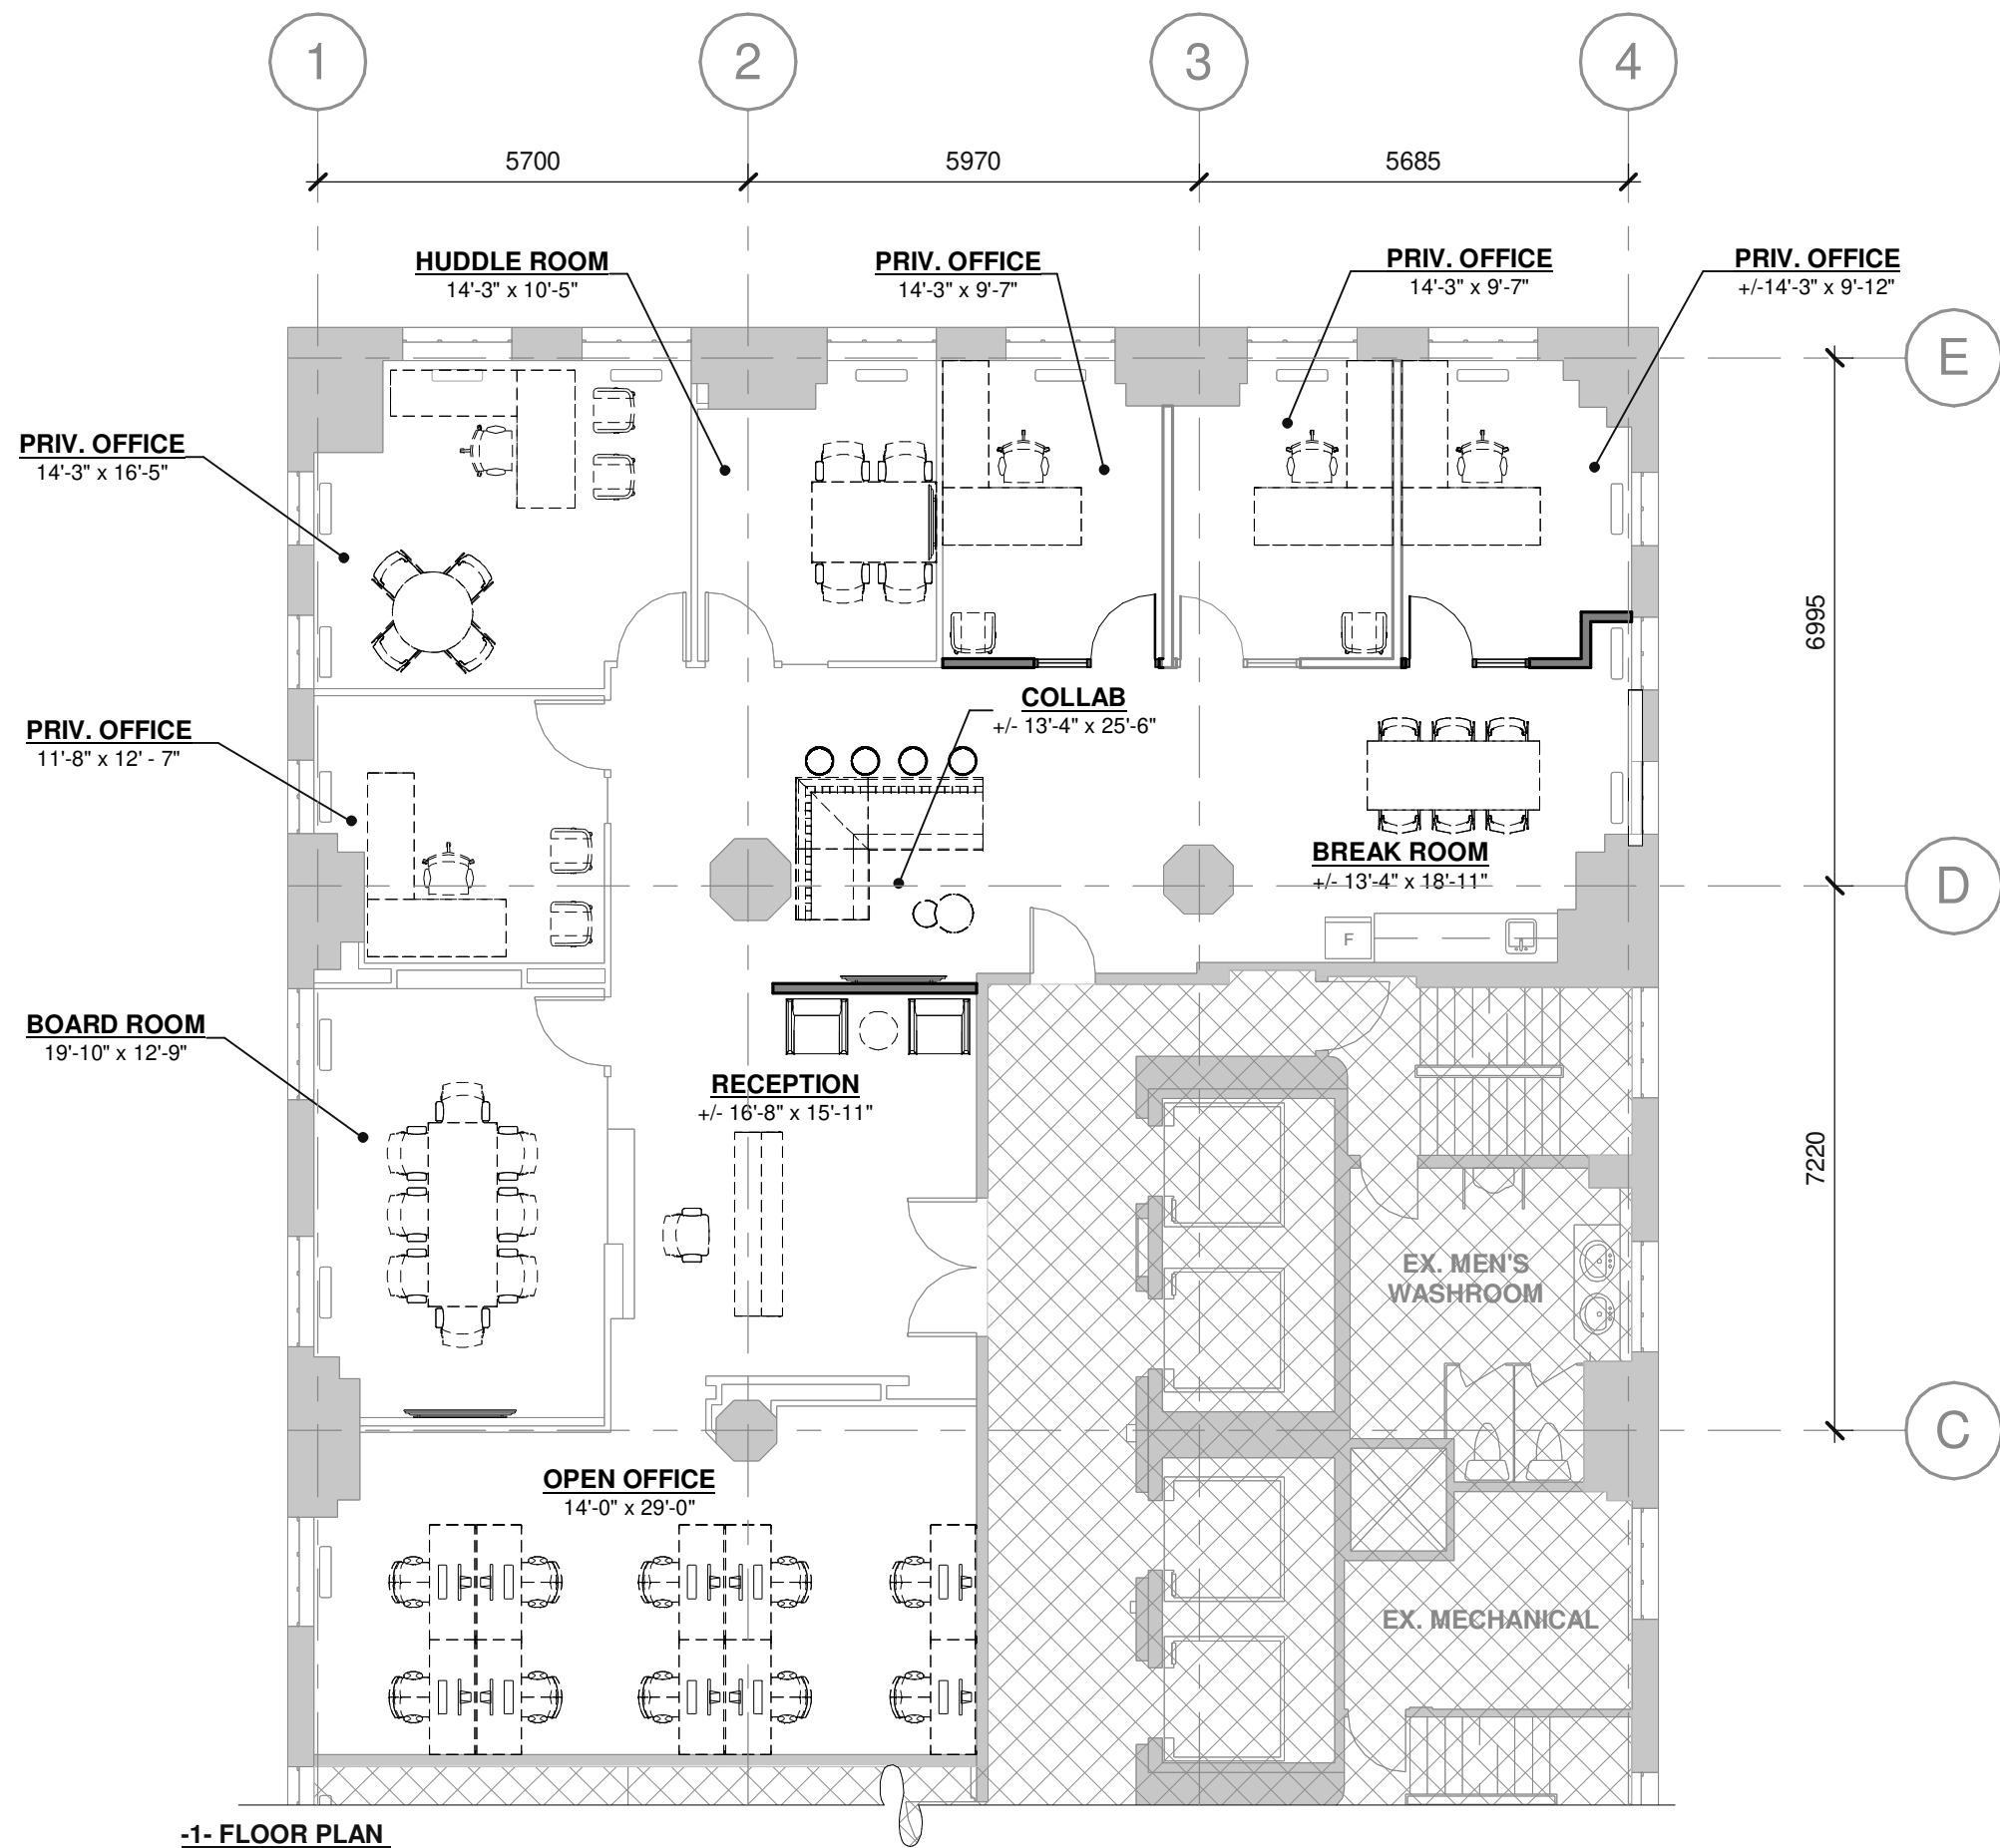 1
2
3
4
5700
5970
5685
HUDDLE ROOM
14'-3" x 10'-5"
PRIV. OFFICE
14'-3" x 9'-7"
PRIV. OFFICE
14'-3" x 9'-7"
PRIV. OFFICE
+/-14'-3" x 9'-12"
E
PRIV. OFFICE
14'-3" x 16'-5"
6995
COLLAB
+/- 13'-4" x 25'-6"
PRIV. OFFICE
11'-8" x 12' - 7"
BREAK ROOM
+/- 13'-4" x 18'-11"
D
F
BOARD ROOM
19'-10" x 12'-9"
RECEPTION
+/- 16'-8" x 15'-11"
7220
EX. MEN'S
WASHROOM
C
OPEN OFFICE
14'-0" x 29'-0"
EX. MECHANICAL
-1- FLOOR PLAN